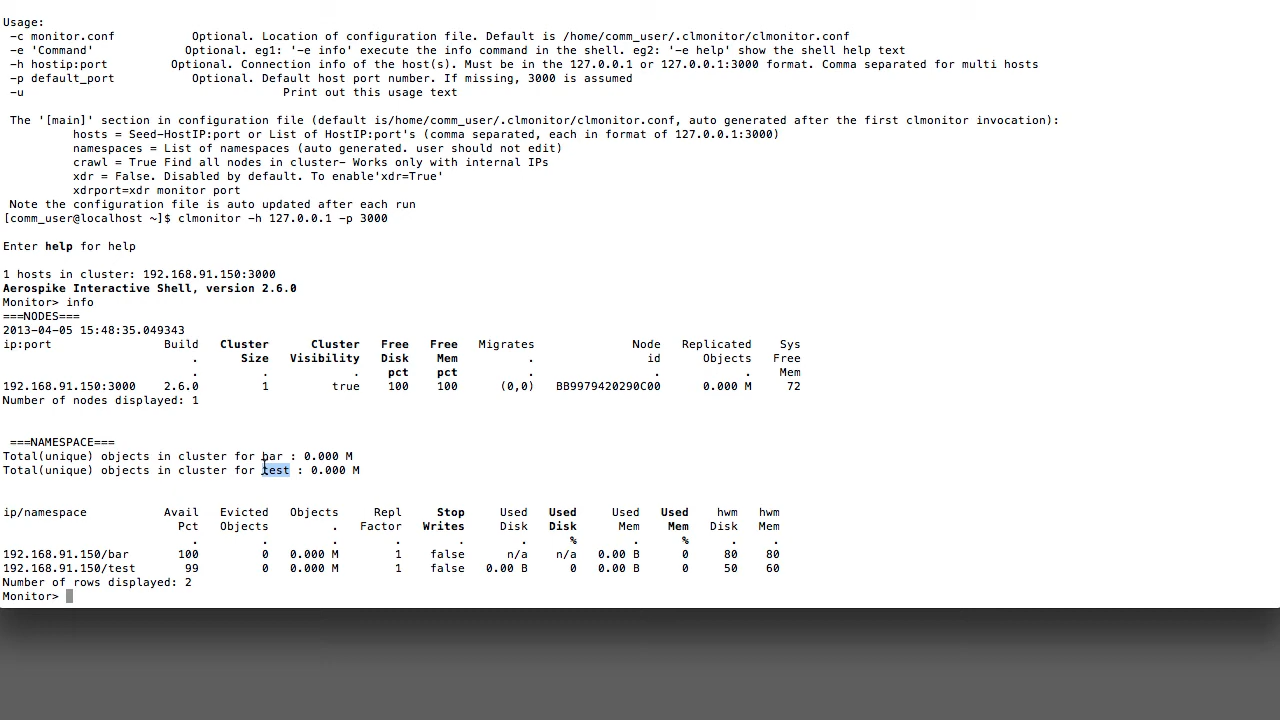 Usage:
-c monitor.conf Optional. Location of configuration file. Default is /home/comm_user/.clmonitor/clmonitor.conf
-e 'Command' Optional. eg1: '-e info' execute the info command in the shell. eg2: '-e help' show the shell help text
-h hostip:port Optional. Connection info of the host(s). Must be in the 127.0.0.1 or 127.0.0.1:3000 format. Comma separated for multi hosts
-p default_port Optional. Default host port number. If missing, 3000 is assumed
-u Print out this usage text
The '[main]' section in configuration file (default is/home/comm_user/.clmonitor/clmonitor.conf, auto generated after the first clmonitor invocation):
hosts = Seed-HostIP:port or List of HostIP:port's (comma separated, each in format of 127.0.0.1:3000)
namespaces = List of namespaces (auto generated. user should not edit)
crawl = True Find all nodes in cluster- Works only with internal IPs
xdr = False. Disabled by default. To enable'xdr=True'
xdrport=xdr monitor port
Note the configuration file is auto updated after each run
[comm_user@localhost ~]$ clmonitor -h 127.0.0.1 -p 3000
Enter help for help
1 hosts in cluster: 192.168.91.150:3000
Aerospike Interactive Shell, version 2.6.0
Monitor> info
===NODES===
2013-04-05 15:48:35.049343
ip:port Build Cluster Cluster Free Free Migrates Node Replicated Sys
. Size Visibility Disk Mem . id Objects Free
. . . pct pct . . . Mem
192.168.91.150:3000 2.6.0 1 true 100 100 (0,0) BB9979420290C00 0.000 M 72
Number of nodes displayed: 1
===NAMESPACE===
Total(unique) objects in cluster for bar : 0.000 M
Total(unique) objects in cluster for test : 0.000 M
ip/namespace Avail Evicted Objects Repl Stop Used Used Used Used hwm hwm
Pct Objects . Factor Writes Disk Disk Mem Mem Disk Mem
. . . . . . % . % . .
192.168.91.150/bar 100 0 0.000 M 1 false n/a n/a 0.00 B 0 80 80
192.168.91.150/test 99 0 0.000 M 1 false 0.00 B 0 0.00 B 0 50 60
Number of rows displayed: 2
Monitor>